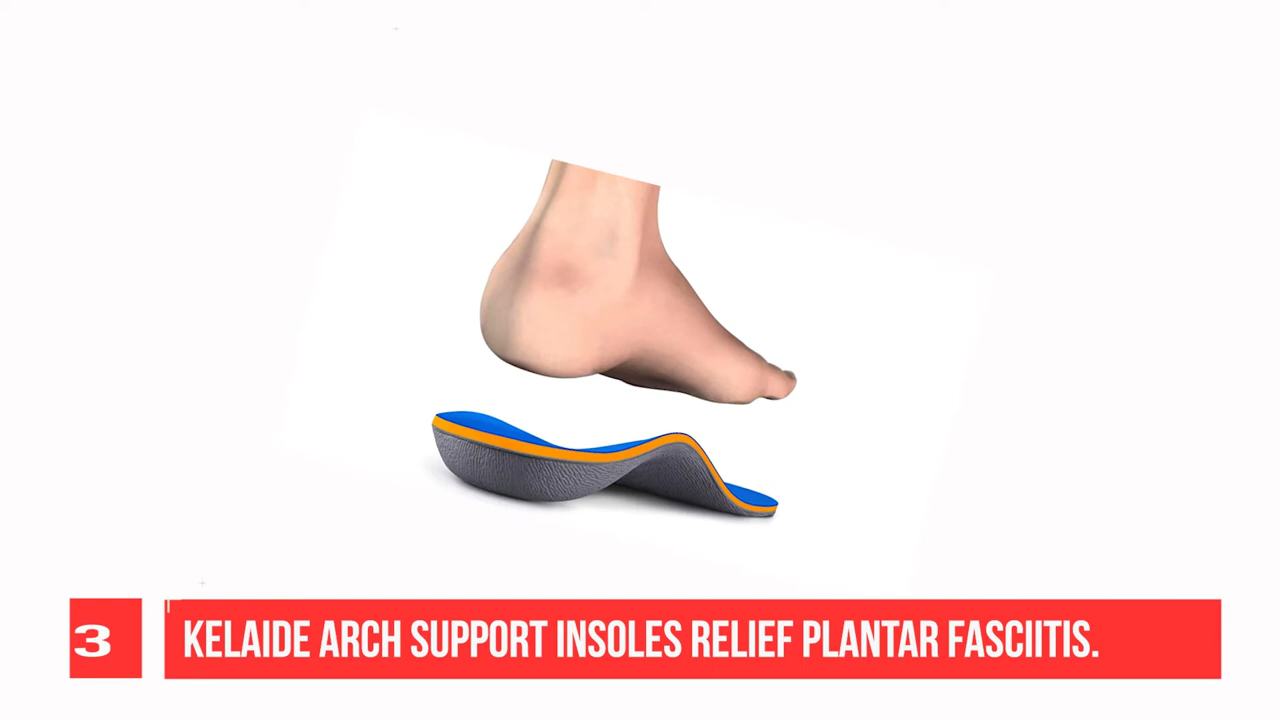 3
KELAIDE ARCH SUPPORT INSOLES RELIEF PLANTAR FASCIITIS.